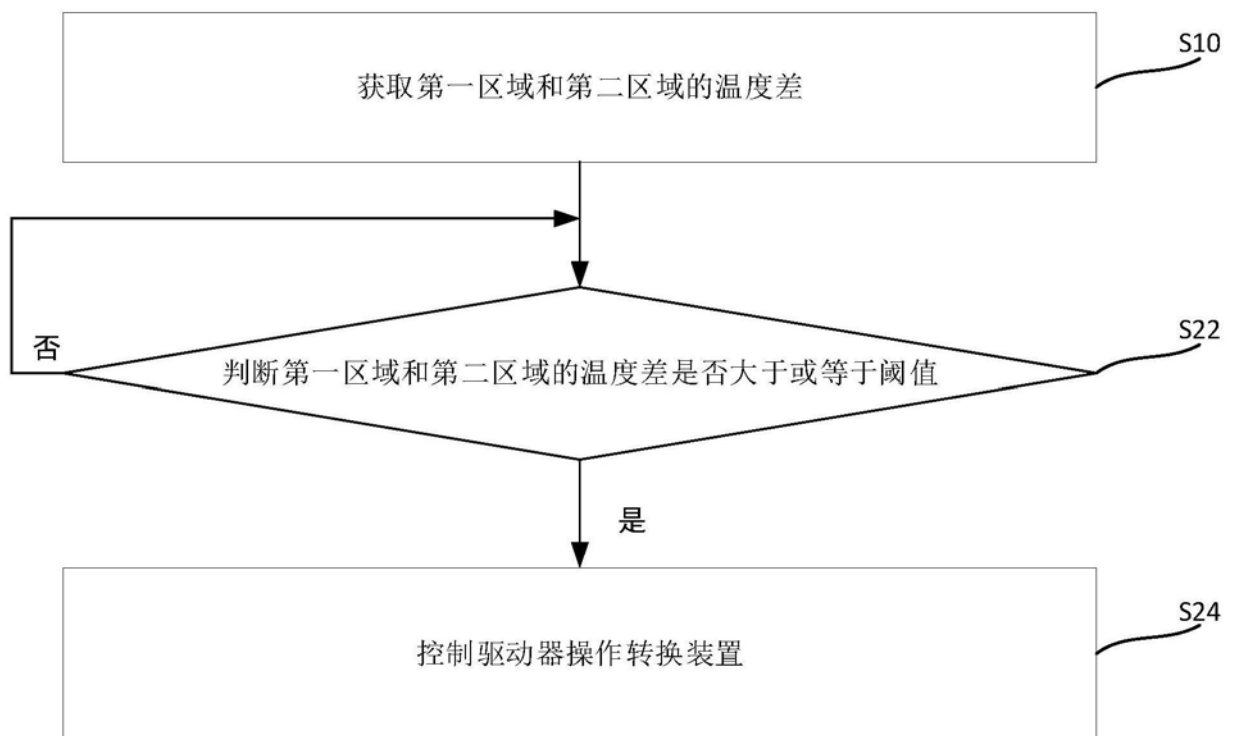 获取第一区域和第二区域的温度差
S10
否
判断第一区域和第二区域的温度差是否大于或等于阈值
S22
是
控制驱动器操作转换装置
S24